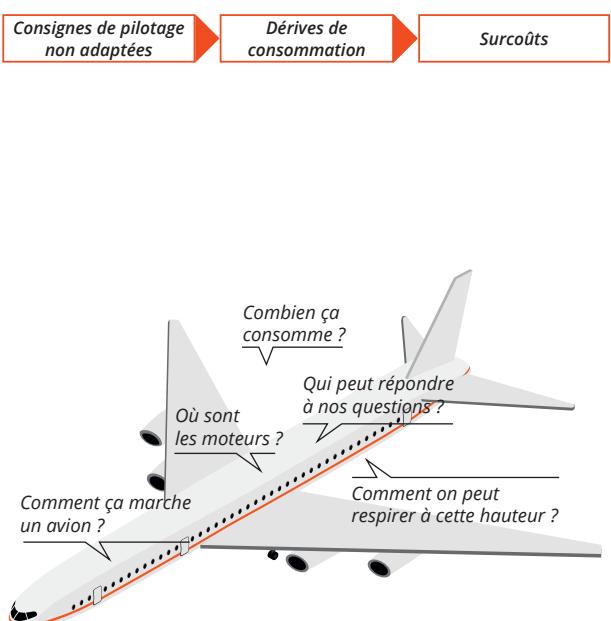 Consignes de pilotage
non adaptées
Dérives de
consommation
Surcoûts
Combien ça
consomme ?
Qui peut répondre
à nos questions ?
Où sont
les moteurs ?
Comment ça marche
un avion ?
Comment on peut
respirer à cette hauteur ?